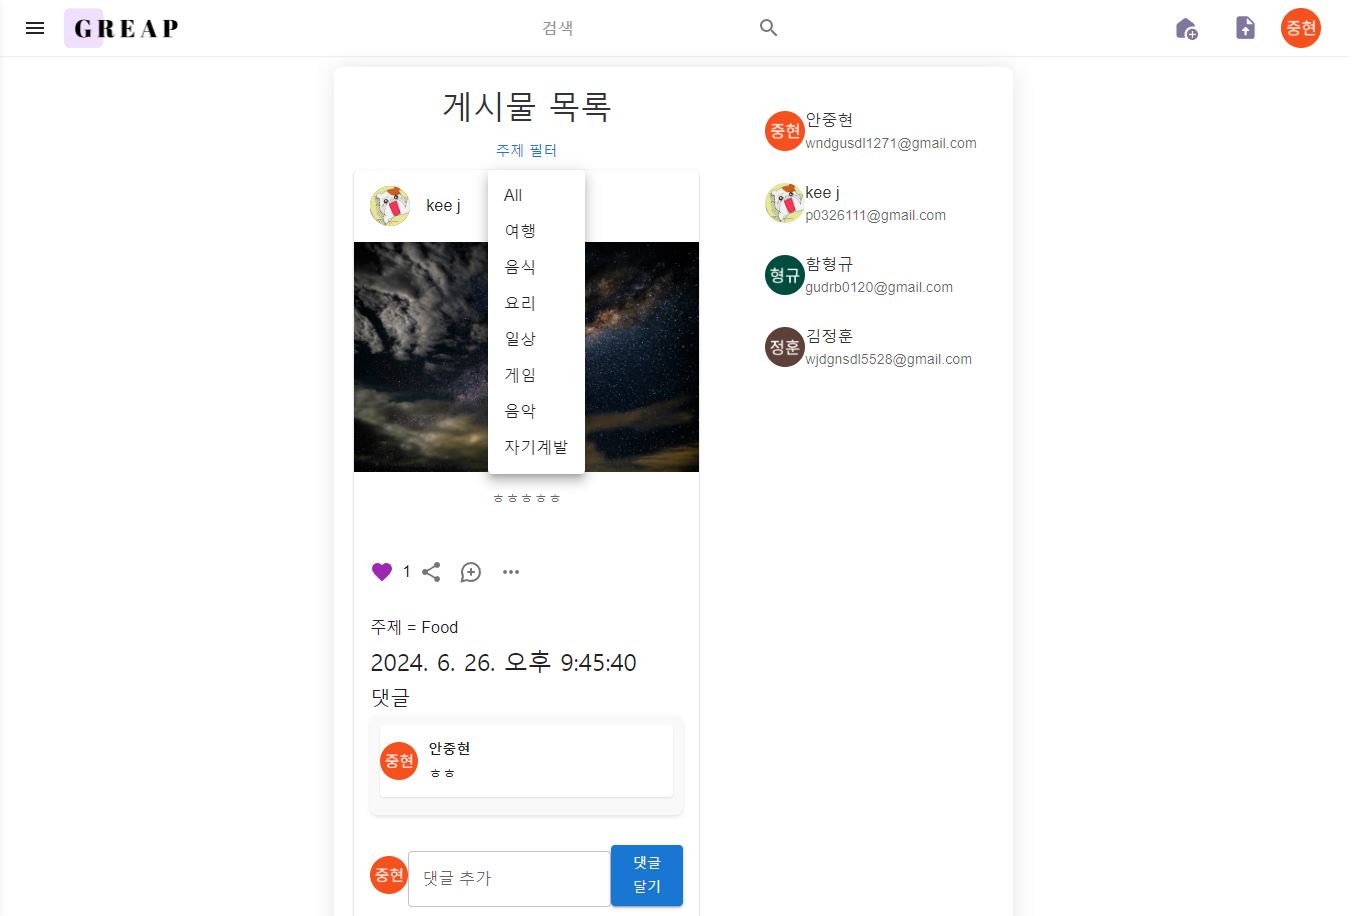 GREAP
검색
중현
게시물 목록
주제 필터
kee j
All
여행
음식
요리
일상
게임
음악
자기계발
ㅎㅎㅎㅎㅎ
1
주제 = Food
2024. 6. 26. 오후 9:45:40
댓글
중현
안중현
ㅎㅎ
중현
댓글 추가
댓글
달기
중현
안중현
wndgusdl1271@gmail.com
kee j
p0326111@gmail.com
형규
함형규
gudrb0120@gmail.com
정훈
김정훈
wjdgnsdl5528@gmail.com